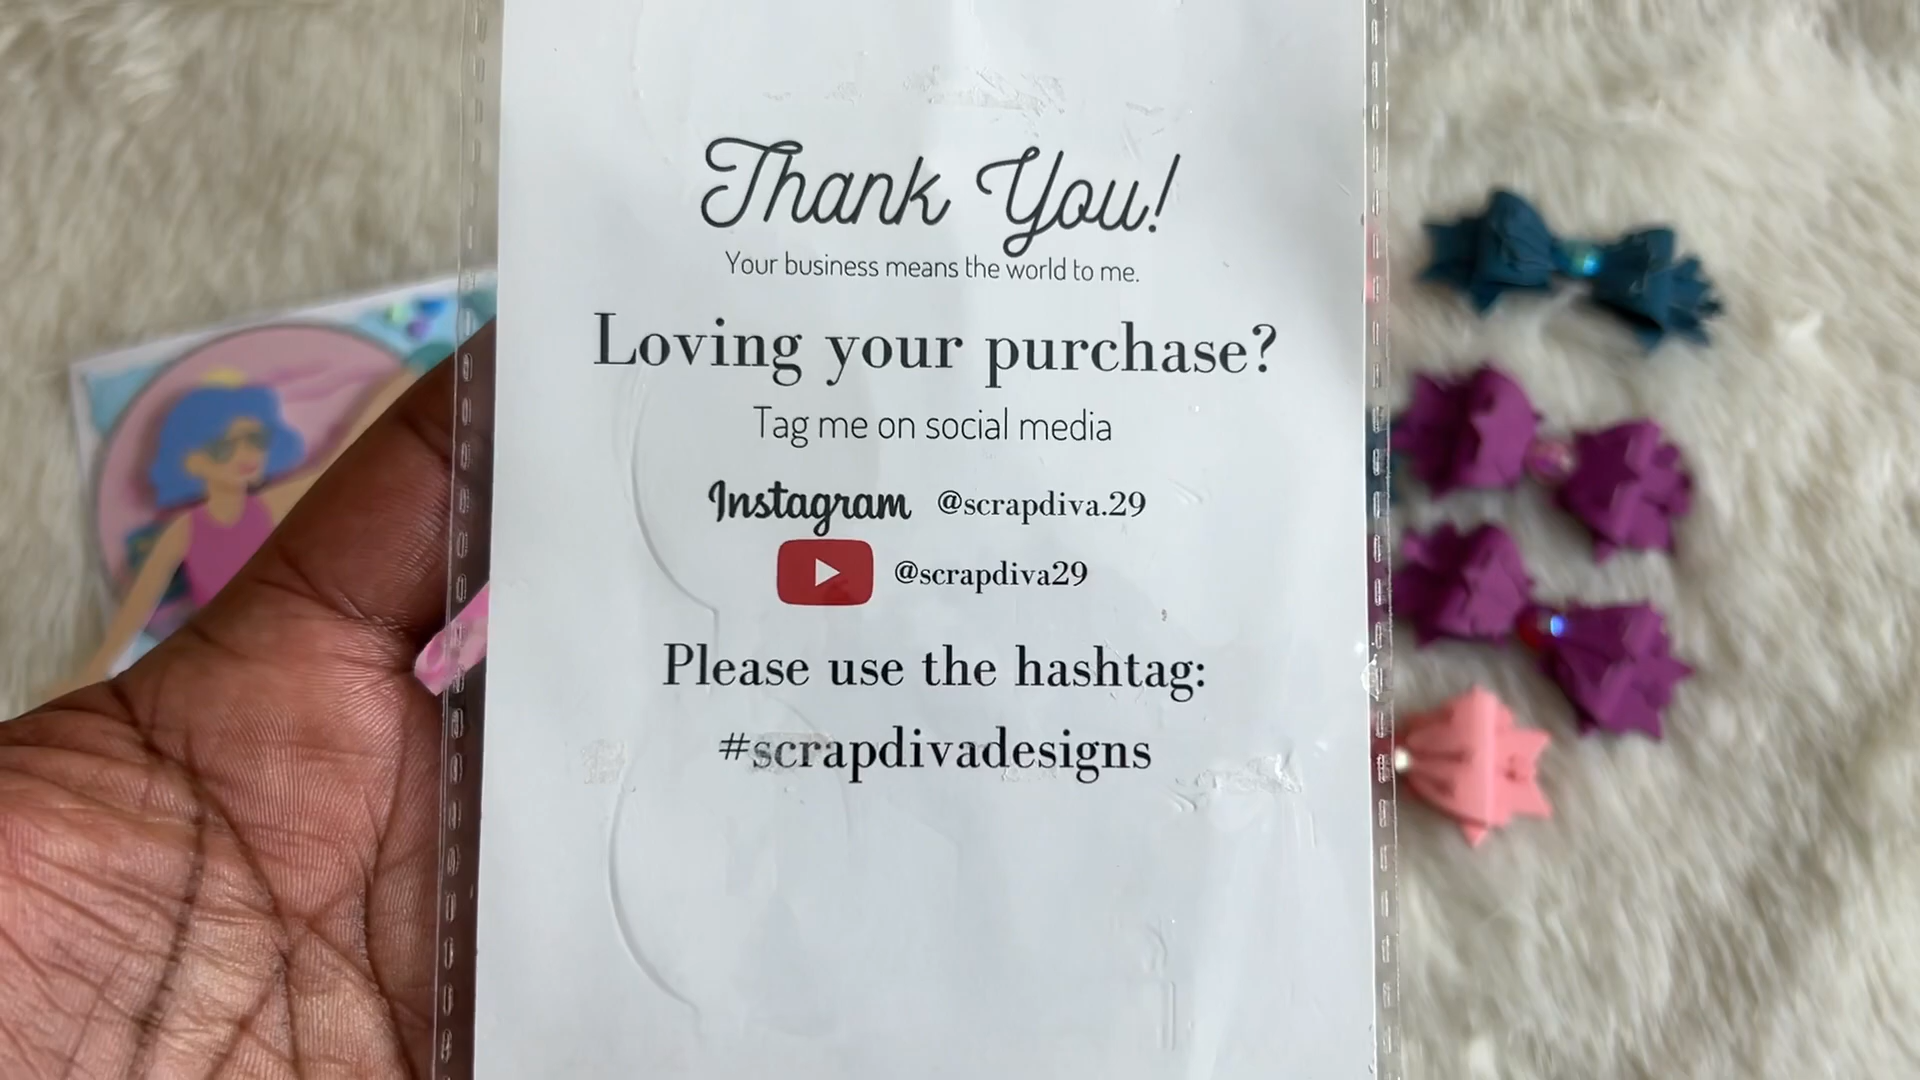 Thank You!
Your business means the world to me.
Loving your purchase?
Tag me on social media
Instagram @scrapdiva.29
@scrapdiva29
Please use the hashtag:
#scrapdivadesigns